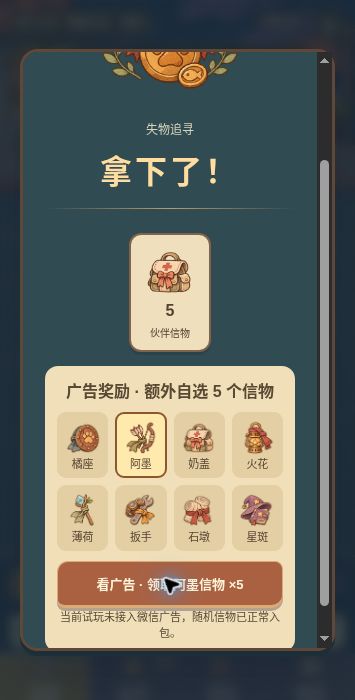 失物追寻
拿下了！
5
伙伴信物
广告奖励 · 额外自选 5 个信物
橘座
阿墨
奶盖
火花
薄荷
扳手
石墩
星斑
看广告 · 领取阿墨信物 ×5
当前试玩未接入微信广告，随机信物已正常入
包。